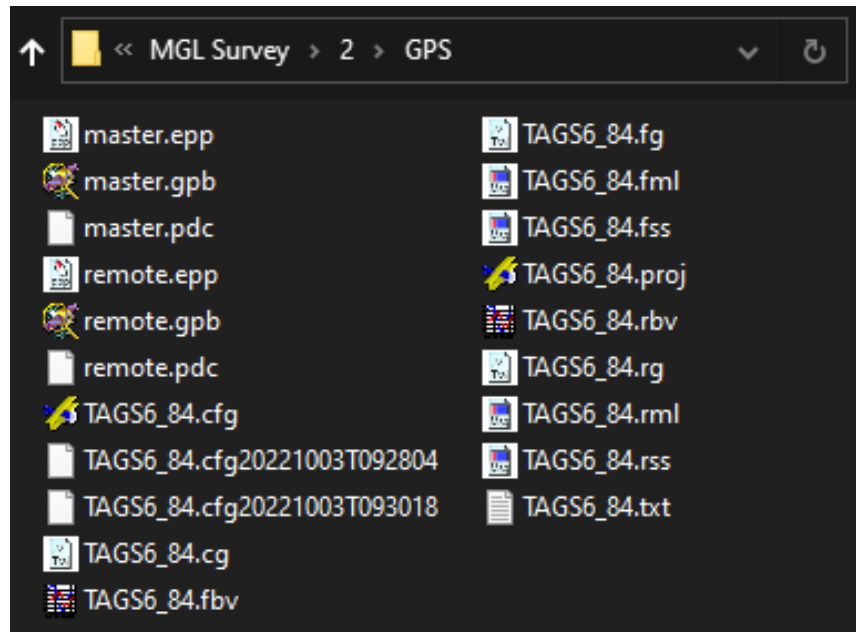 « MGL Survey > 2 > GPS
master.epp
master.gpb
master.pdc
remote.epp
remote.gpb
remote.pdc
TAGS6_84.cfg
TAGS6_84.cfg20221003T092804
TAGS6_84.cfg20221003T093018
TAGS6_84.cg
TAGS6_84.fbv
TAGS6_84.fg
TAGS6_84.fml
TAGS6_84.fss
TAGS6_84.proj
TAGS6_84.rbv
TAGS6_84.rg
TAGS6_84.rml
TAGS6_84.rss
TAGS6_84.txt